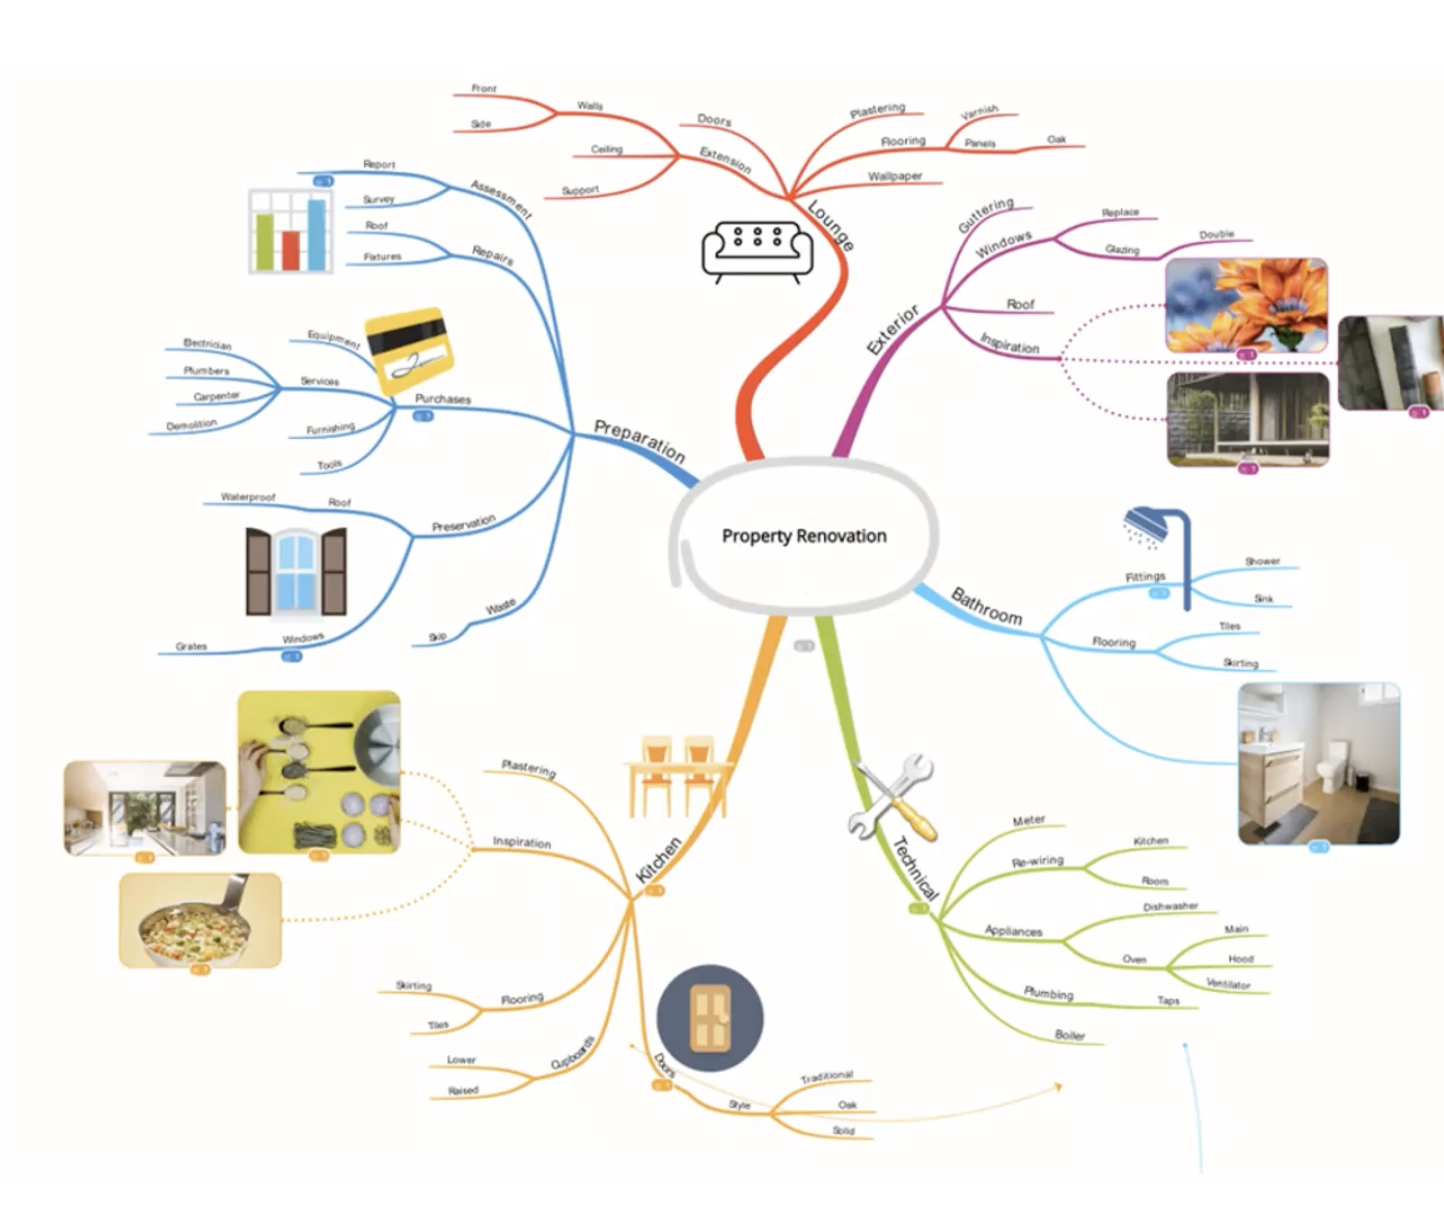 Property Renovation
Lounge
Doors
Extension
Walls
Front
Side
Ceiling
Support
Plastering
Flooring
Varnish
Panels
Oak
Wallpaper
Exterior
Guttering
Windows
Replace
Glazing
Double
Roof
Inspiration
Bathroom
Fittings
Shower
Sink
Flooring
Tiles
Skirting
Technical
Meter
Re-wiring
Kitchen
Room
Appliances
Dishwasher
Oven
Main
Hood
Ventilator
Plumbing
Taps
Boiler
Kitchen
Plastering
Inspiration
Flooring
Skirting
Tiles
Cupboards
Lower
Raised
Doors
Style
Traditional
Oak
Solid
Preparation
Assessment
Report
Survey
Repairs
Roof
Fixtures
Purchases
Equipment
Services
Electrician
Plumbers
Carpenter
Demolition
Furnishing
Tools
Preservation
Roof
Waterproof
Windows
Grates
Waste
Skip